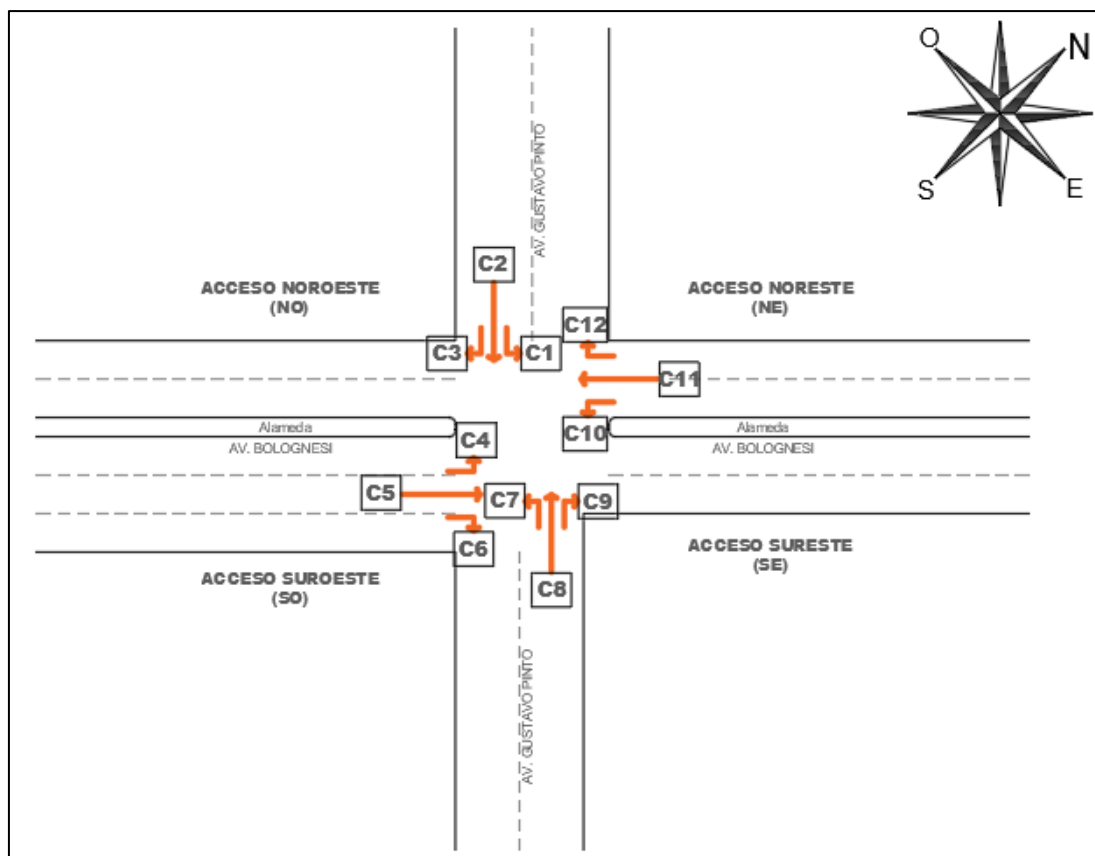 O
N
S
E
AV. GUSTAVO PINTO
C2
ACCESO NOROESTE
(NO)
ACCESO NORESTE
(NE)
C12
C3
C1
C11
Alameda
AV. BOLOGNESI
C4
C10
Alameda
AV. BOLOGNESI
C5
C7
C9
C6
ACCESO SUROESTE
(SO)
ACCESO SURESTE
(SE)
C8
AV. GUSTAVO PINTO